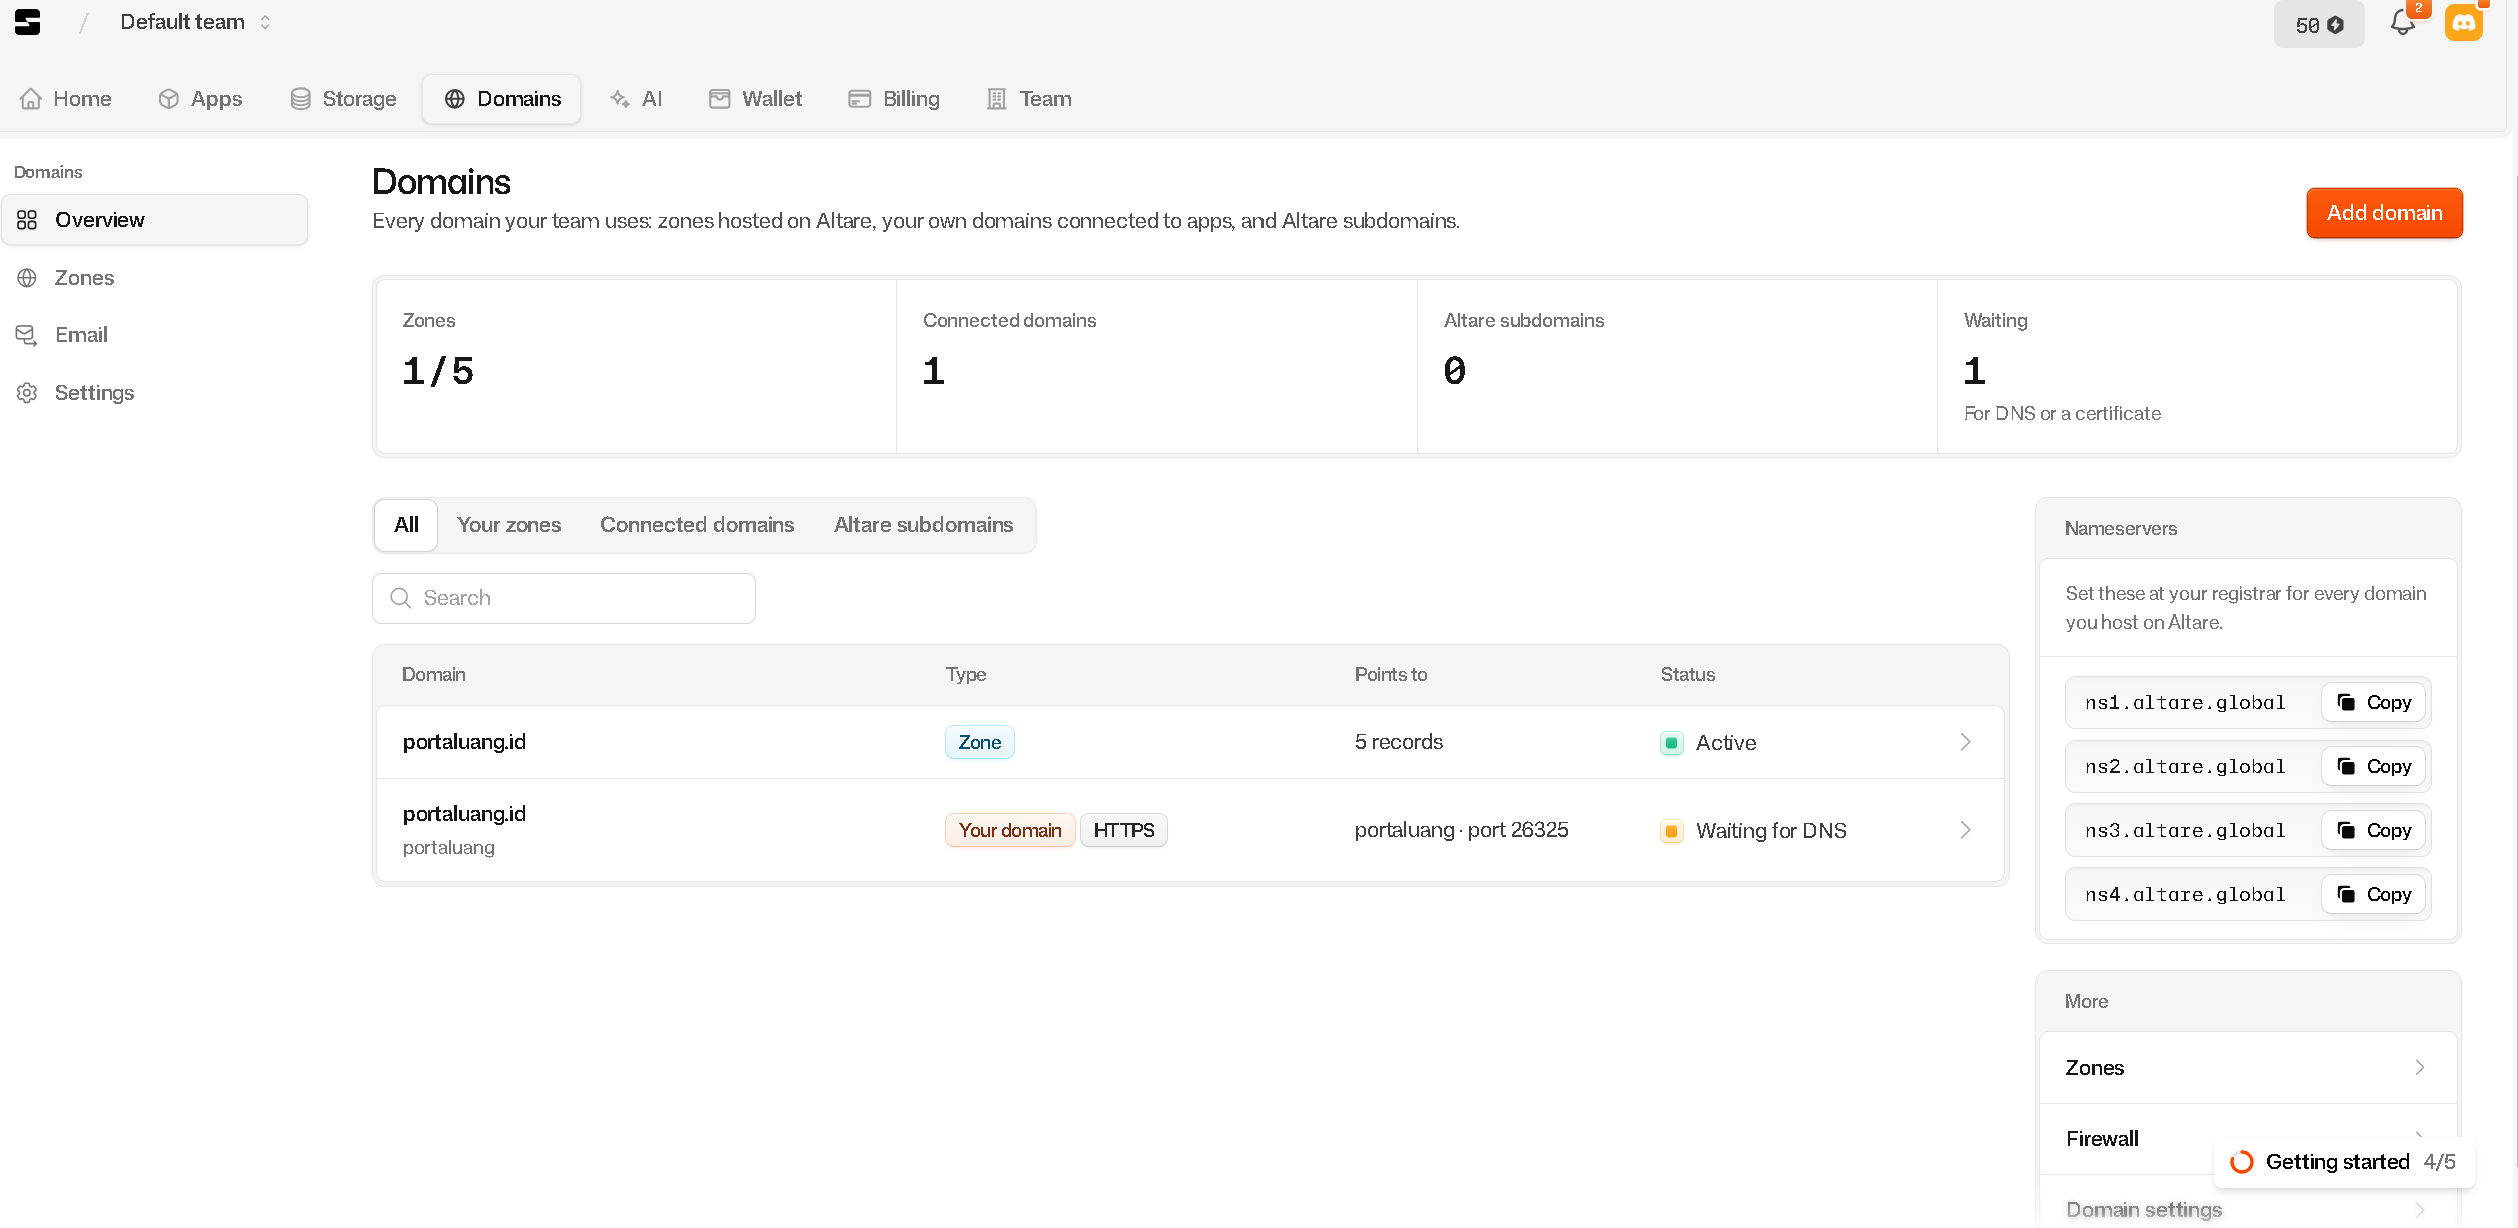 Default team
50
2
Home
Apps
Storage
Domains
AI
Wallet
Billing
Team
Domains
Overview
Zones
Email
Settings
Domains
Every domain your team uses: zones hosted on Altare, your own domains connected to apps, and Altare subdomains.
Add domain
Zones
1/5
Connected domains
1
Altare subdomains
0
Waiting
1
For DNS or a certificate
All
Your zones
Connected domains
Altare subdomains
Search
Domain
Type
Points to
Status
portaluang.id
Zone
5 records
Active
portaluang.id
portaluang
Your domain
HTTPS
portaluang · port 26325
Waiting for DNS
Nameservers
Set these at your registrar for every domain
you host on Altare.
ns1.altare.global
Copy
ns2.altare.global
Copy
ns3.altare.global
Copy
ns4.altare.global
Copy
More
Zones
Firewall
Getting started 4/5
Domain settings